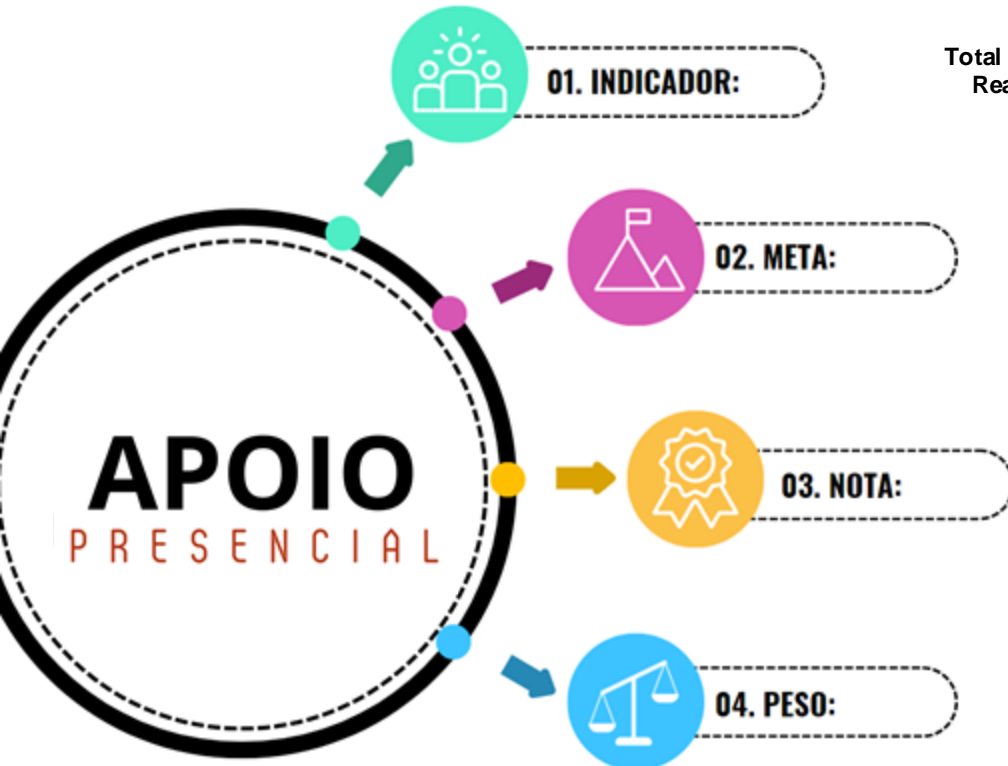 01. INDICADOR:
Total
02. META:
APOIO
PRESENCIAL
03. NOTA:
04. PESO: